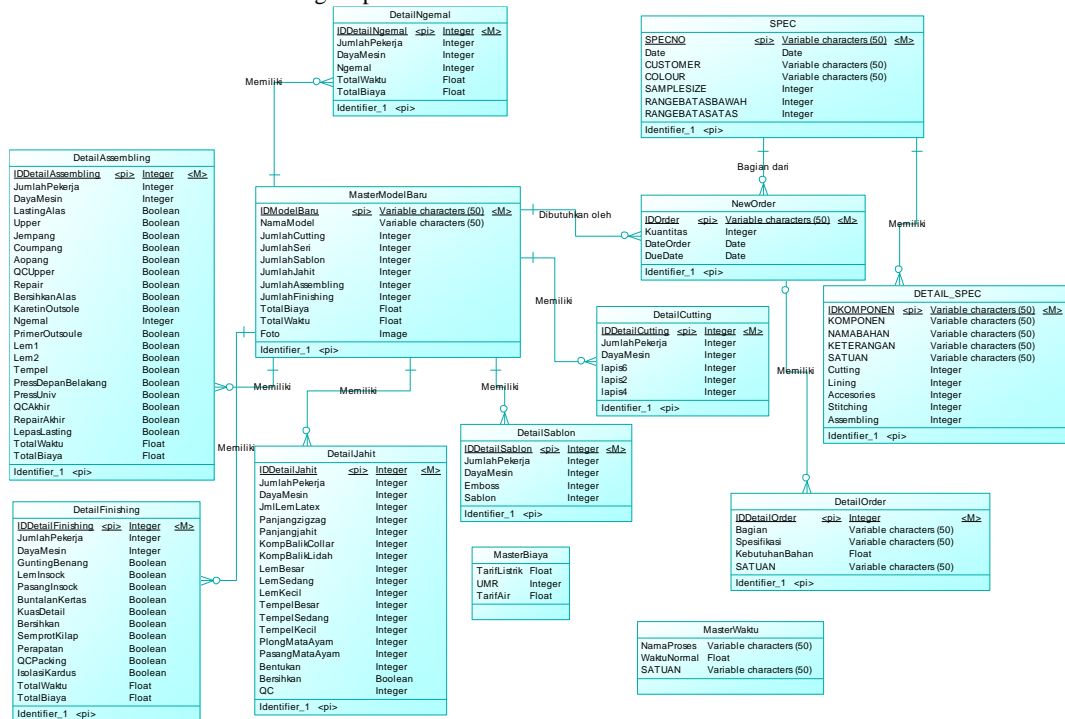 DetailNgemal
IDDetailNgemal <pi> Integer <M>
JumlahPekerja Integer
DayaMesin Integer
Ngemal Integer
TotalWaktu Float
TotalBiaya Float
Identifier_1 <pi>
SPEC
SPECNO <pi> Variable characters (50) <M>
Date Date
CUSTOMER Variable characters (50)
COLOUR Variable characters (50)
SAMPLESIZE Integer
RANGEBATASBAWAH Integer
RANGEBATASATAS Integer
Identifier_1 <pi>
Memiliki
Bagian dari
DetailAssembling
IDDetailAssembling <pi> Integer <M>
JumlahPekerja Integer
DayaMesin Integer
LastingAlas Boolean
Upper Boolean
Jempang Boolean
Coumpang Boolean
Aopang Boolean
QCUpper Boolean
Repair Boolean
BersihkanAlas Boolean
KaretinOutsole Boolean
Ngemal Integer
PrimerOutsoule Boolean
Lem1 Boolean
Lem2 Boolean
Tempel Boolean
PressDepanBelakang Boolean
PressUniv Boolean
QCAkhir Boolean
RepairAkhir Boolean
LepasLasting Boolean
TotalWaktu Float
TotalBiaya Float
Identifier_1 <pi>
MasterModelBaru
IDModelBaru <pi> Variable characters (50) <M>
NamaModel Variable characters (50)
JumlahCutting Integer
JumlahSeri Integer
JumlahSablon Integer
JumlahJahit Integer
JumlahAssembling Integer
JumlahFinishing Integer
TotalBiaya Float
TotalWaktu Float
Foto Image
Identifier_1 <pi>
Dibutuhkan oleh
NewOrder
IDOrder <pi> Variable characters (50) <M>
Kuantitas Integer
DateOrder Date
DueDate Date
Identifier_1 <pi>
Memiliki
DETAIL_SPEC
IDKOMPONEN <pi> Variable characters (50) <M>
KOMPONEN Variable characters (50)
NAMABAHAN Variable characters (50)
KETERANGAN Variable characters (50)
SATUAN Variable characters (50)
Cutting Integer
Lining Integer
Accesories Integer
Stitching Integer
Assembling Integer
Identifier_1 <pi>
Memiliki
DetailCutting
IDDetailCutting <pi> Integer <M>
JumlahPekerja Integer
DayaMesin Integer
lapis6 Integer
lapis2 Integer
lapis4 Integer
Identifier_1 <pi>
Memiliki
Memiliki
Memiliki
Memiliki
Memiliki
DetailSablon
IDDetailSablon <pi> Integer <M>
JumlahPekerja Integer
DayaMesin Integer
Emboss Integer
Sablon Integer
Identifier_1 <pi>
DetailJahit
IDDetailJahit <pi> Integer <M>
JumlahPekerja Integer
DayaMesin Integer
JmlLemLatex Integer
Panjangzigzag Integer
Panjangjahit Integer
KompBalikCollar Integer
KompBalikLidah Integer
LemBesar Integer
LemSedang Integer
LemKecil Integer
TempelBesar Integer
TempelSedang Integer
TempelKecil Integer
PlongMataAyam Integer
PasangMataAyam Integer
Bentukan Integer
Bersihkan Boolean
QC Integer
Identifier_1 <pi>
DetailFinishing
IDDetailFinishing <pi> Integer <M>
JumlahPekerja Integer
DayaMesin Integer
GuntingBenang Boolean
LemInsock Boolean
PasangInsock Boolean
BuntalanKertas Boolean
KuasDetail Boolean
Bersihkan Boolean
SemprotKilap Boolean
Perapatan Boolean
QCPacking Boolean
IsolasiKardus Boolean
TotalWaktu Float
TotalBiaya Float
Identifier_1 <pi>
DetailOrder
IDDetailOrder <pi> Integer <M>
Bagian Variable characters (50)
Spesifikasi Variable characters (50)
KebutuhanBahan Float
SATUAN Variable characters (50)
Identifier_1 <pi>
MasterBiaya
TarifListrik Float
UMR Integer
TarifAir Float
MasterWaktu
NamaProses Variable characters (50)
WaktuNormal Float
SATUAN Variable characters (50)